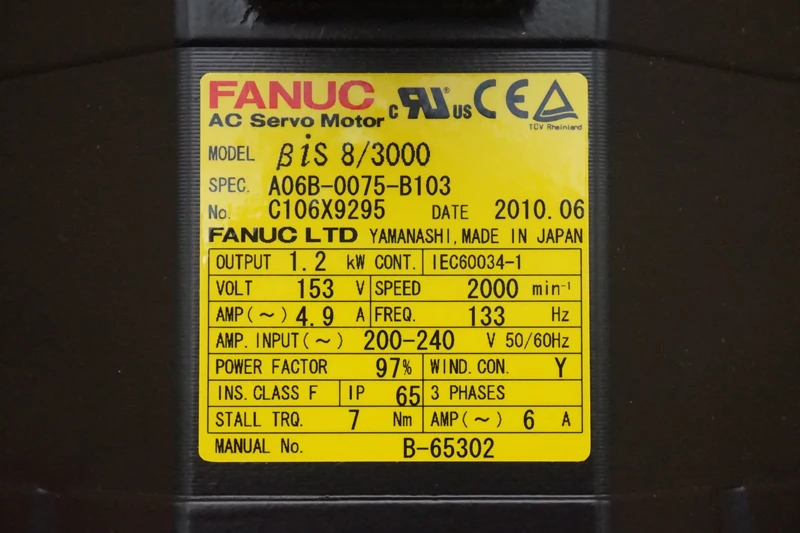 FANUC
AC Servo Motor
c RU US CE
TÜV Rheinland
MODEL βiS 8/3000
SPEC. A06B-0075-B103
No. C106X9295 DATE 2010.06
FANUC LTD YAMANASHI, MADE IN JAPAN
OUTPUT 1.2 kW CONT. IEC60034-1
VOLT 153 V SPEED 2000 min⁻¹
AMP(~) 4.9 A FREQ. 133 Hz
AMP. INPUT(~) 200-240 V 50/60Hz
POWER FACTOR 97% WIND. CON. Y
INS. CLASS F IP 65 3 PHASES
STALL TRQ. 7 Nm AMP(~) 6 A
MANUAL No. B-65302